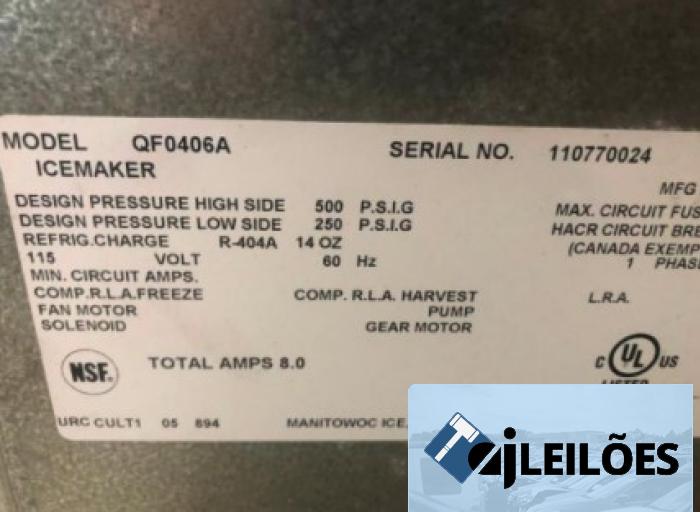 MODEL QF0406A SERIAL NO. 110770024
ICEMAKER
MFG
DESIGN PRESSURE HIGH SIDE 500 P.S.I.G MAX. CIRCUIT FUS
DESIGN PRESSURE LOW SIDE 250 P.S.I.G HACR CIRCUIT BRE
REFRIG.CHARGE R-404A 14 OZ (CANADA EXEMP
115 VOLT 60 Hz 1 PHAS
MIN. CIRCUIT AMPS.
COMP.R.L.A.FREEZE COMP. R.L.A. HARVEST L.R.A.
FAN MOTOR PUMP
SOLENOID GEAR MOTOR
NSF. TOTAL AMPS 8.0 C UL US
LISTED
URC CULT1 05 894 MANITOWOC ICE,
ajLEILÕES